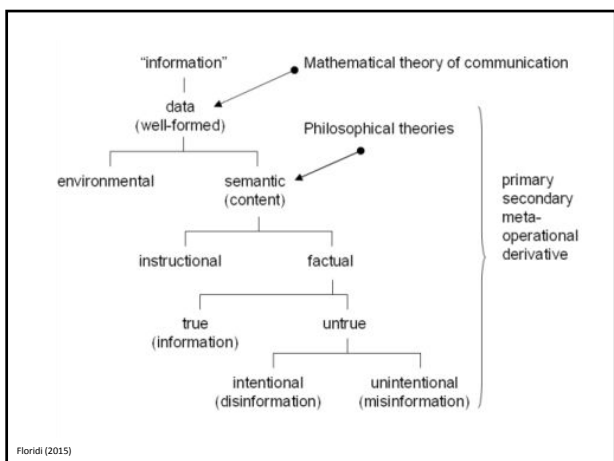 “information”
Mathematical theory of communication
data
(well-formed)
Philosophical theories
environmental
semantic
(content)
primary
secondary
meta-
operational
derivative
instructional
factual
true
(information)
untrue
intentional
(disinformation)
unintentional
(misinformation)
Floridi (2015)